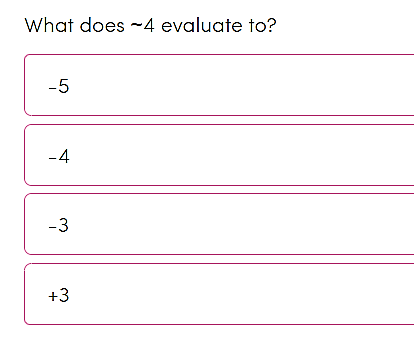 What does ~4 evaluate to?
-5
-4
-3
+3